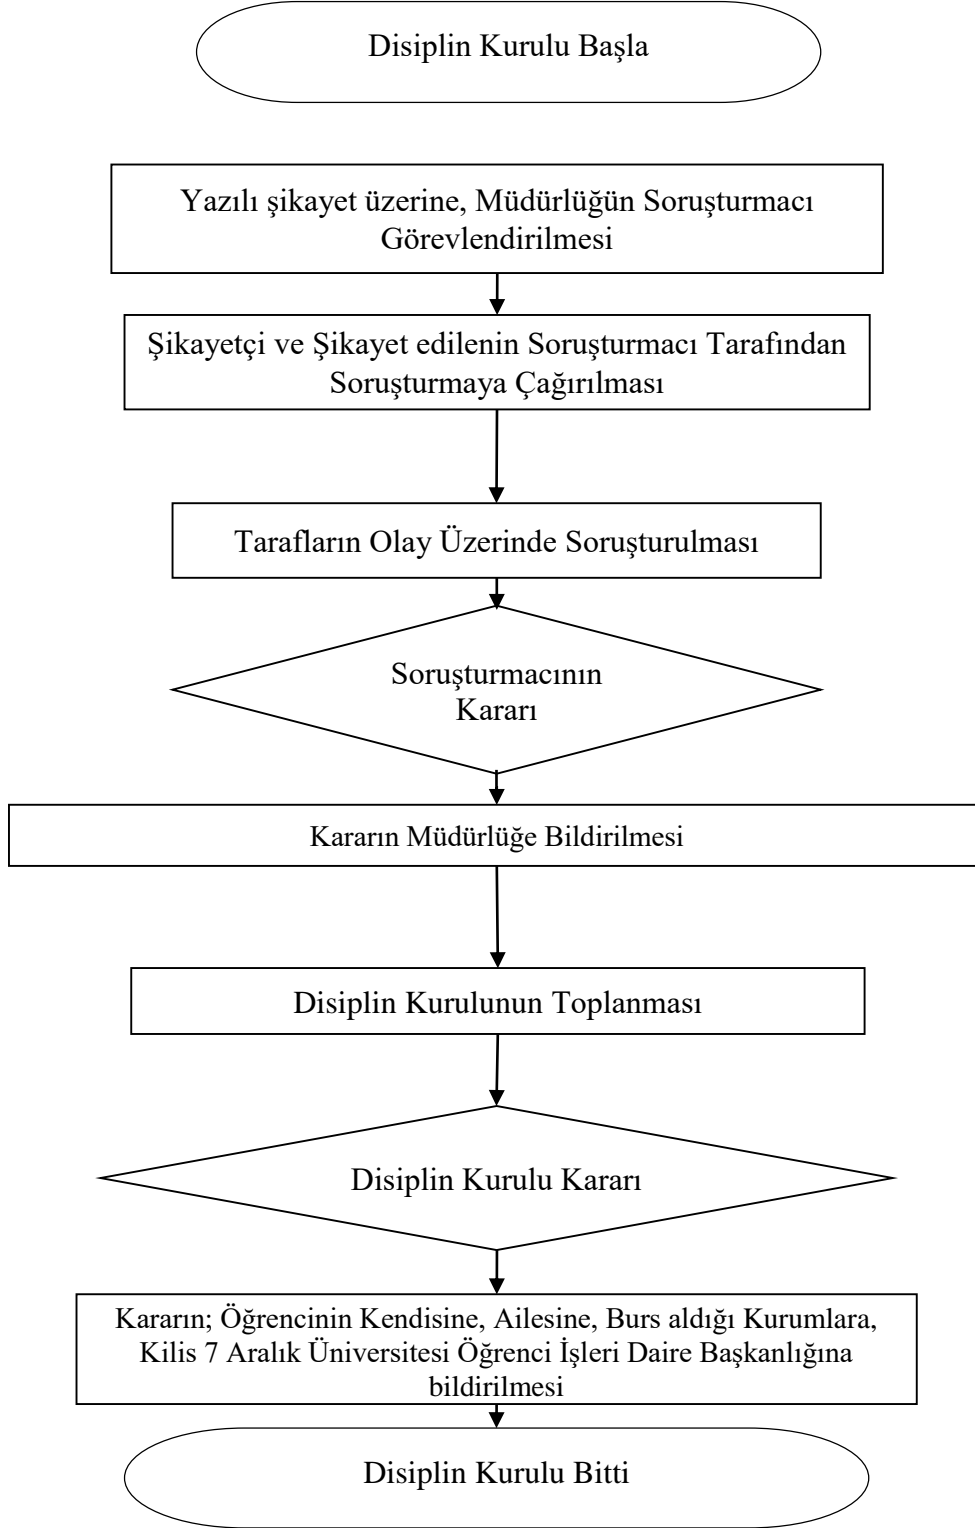 Disiplin Kurulu Başla
Yazılı şikayet üzerine, Müdürlüğün Soruşturmacı
Görevlendirilmesi
Şikayetçi ve Şikayet edilenin Soruşturmacı Tarafından
Soruşturmaya Çağırılması
Tarafların Olay Üzerinde Soruşturulması
Soruşturmacının
Kararı
Kararın Müdürlüğe Bildirilmesi
Disiplin Kurulunun Toplanması
Disiplin Kurulu Kararı
Kararın; Öğrencinin Kendisine, Ailesine, Burs aldığı Kurumlara,
Kilis 7 Aralık Üniversitesi Öğrenci İşleri Daire Başkanlığına
bildirilmesi
Disiplin Kurulu Bitti